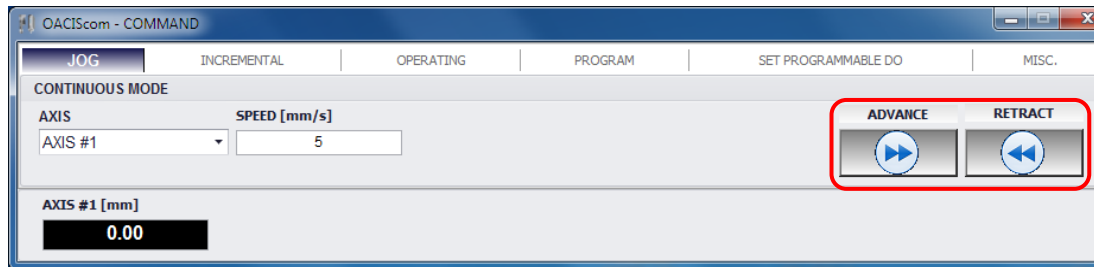 OACIScom - COMMAND
JOG INCREMENTAL OPERATING PROGRAM SET PROGRAMMABLE DO MISC.
CONTINUOUS MODE
AXIS SPEED [mm/s] ADVANCE RETRACT
AXIS #1 5
AXIS #1 [mm]
0.00